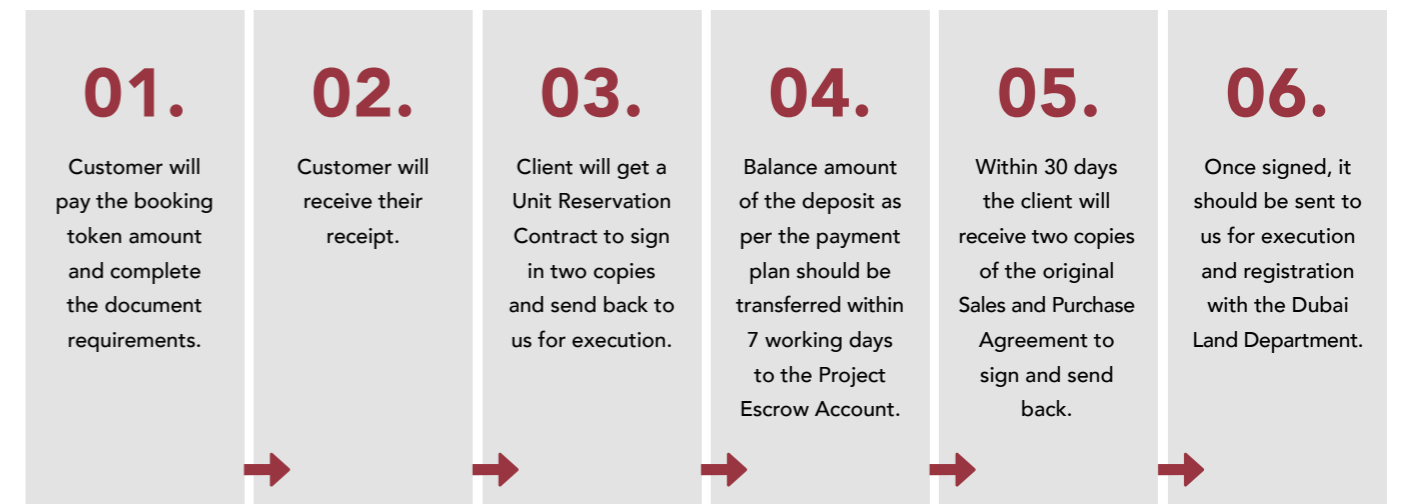 01.
Customer will
pay the booking
token amount
and complete
the document
requirements.
02.
Customer will
receive their
receipt.
03.
Client will get a
Unit Reservation
Contract to sign
in two copies
and send back to
us for execution.
04.
Balance amount
of the deposit as
per the payment
plan should be
transferred within
7 working days
to the Project
Escrow Account.
05.
Within 30 days
the client will
receive two copies
of the original
Sales and Purchase
Agreement to
sign and send
back.
06.
Once signed, it
should be sent to
us for execution
and registration
with the Dubai
Land Department.